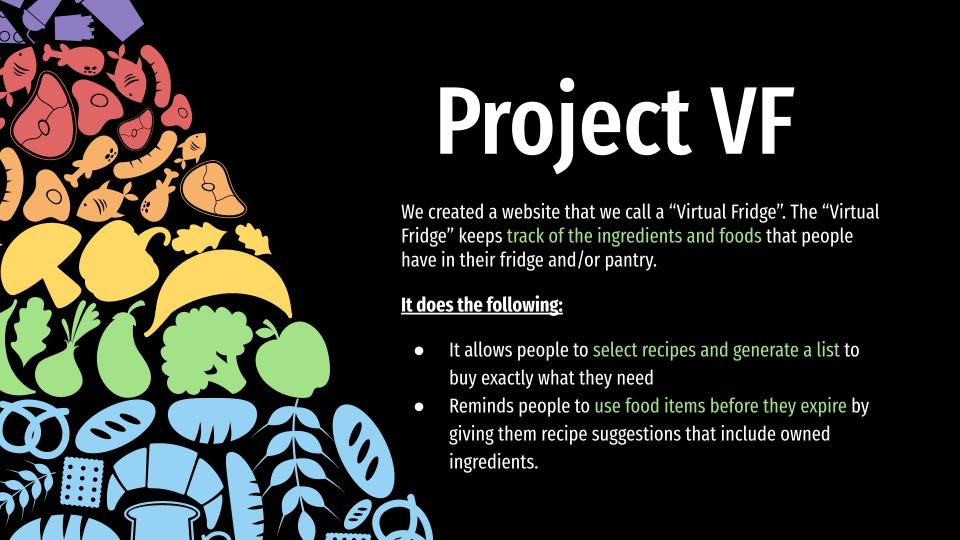 Project VF
We created a website that we call a “Virtual Fridge”. The “Virtual
Fridge” keeps track of the ingredients and foods that people
have in their fridge and/or pantry.
It does the following:
● It allows people to select recipes and generate a list to
buy exactly what they need
● Reminds people to use food items before they expire by
giving them recipe suggestions that include owned
ingredients.